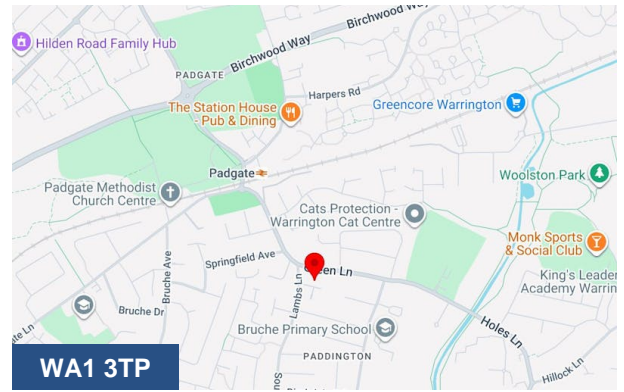 Hilden Road Family Hub
Birchwood Way
Birchwood Way
PADGATE
Harpers Rd
The Station House
- Pub & Dining
Greencore Warrington
Padgate
Woolston Park
Padgate Methodist
Church Centre
Cats Protection -
Warrington Cat Centre
Monk Sports
& Social Club
Bruche Ave
Springfield Ave
Green Ln
King's Leader
Academy Warrin
Lambs Ln
Bruche Dr
Holes Ln
Bruche Primary School
PADDINGTON
Hillock Ln
WA1 3TP